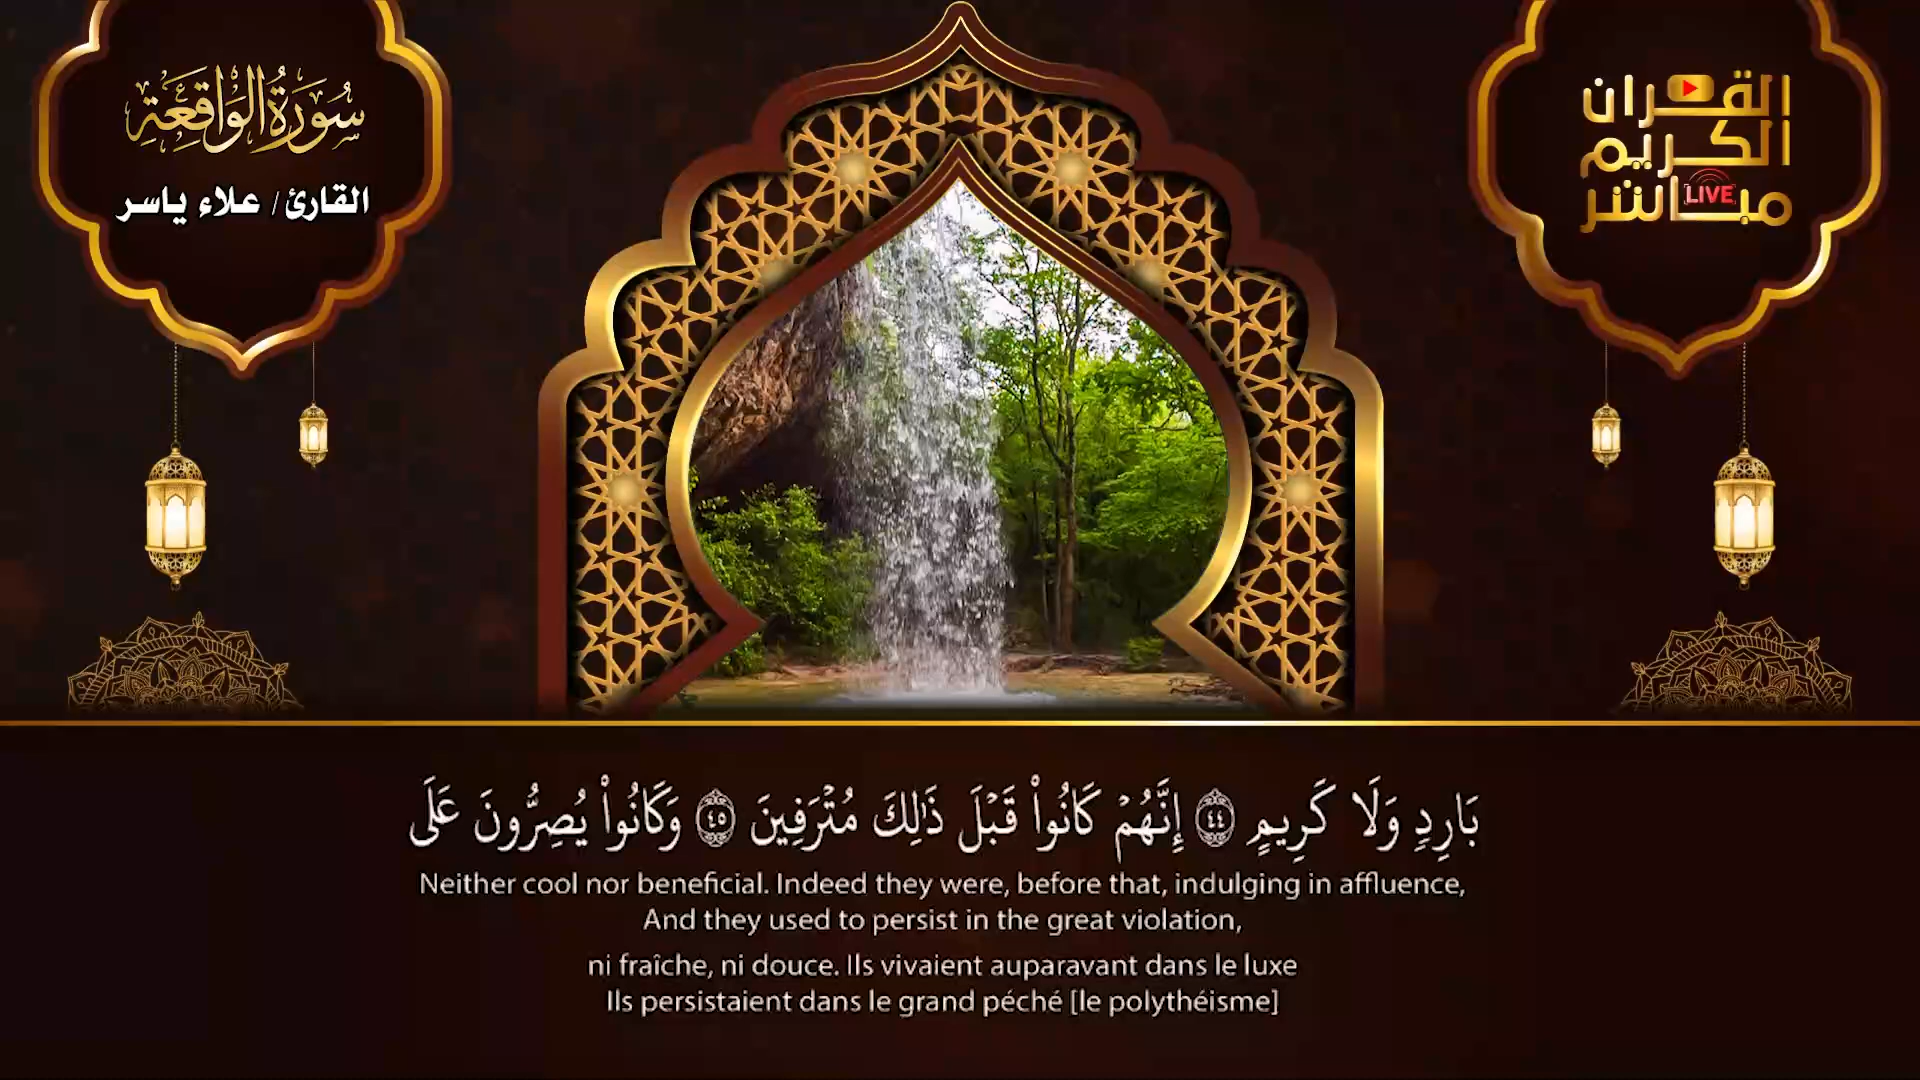 سُورَةُ الوَاقِعَةِ
القارئ / علاء ياسر
القران
الكريم
مباشر
LIVE
بَارِدٍ وَلَا كَرِيمٍ ٤٤ إِنَّهُمْ كَانُوا۟ قَبْلَ ذَٰلِكَ مُتْرَفِينَ ٤٥ وَكَانُوا۟ يُصِرُّونَ عَلَى
Neither cool nor beneficial. Indeed they were, before that, indulging in affluence,
And they used to persist in the great violation,
ni fraîche, ni douce. Ils vivaient auparavant dans le luxe
Ils persistaient dans le grand péché [le polythéisme]